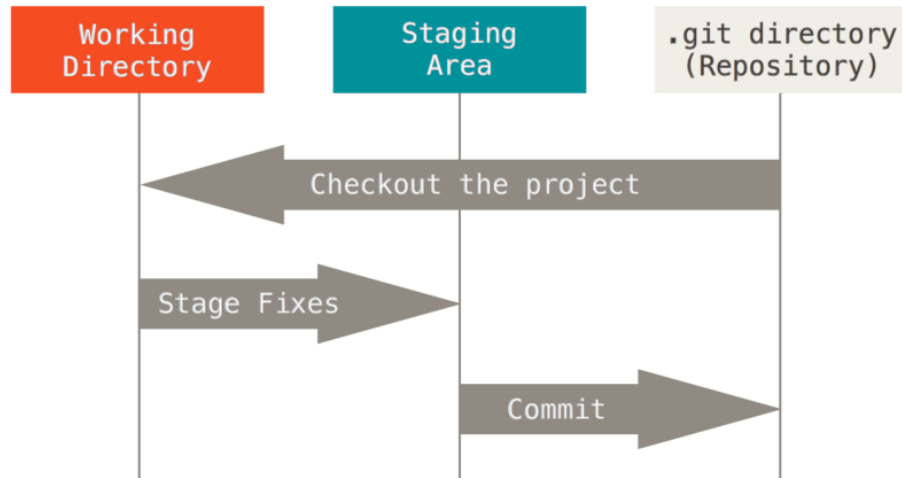 Working
Directory
Staging
Area
.git directory
(Repository)
Checkout the project
Stage Fixes
Commit